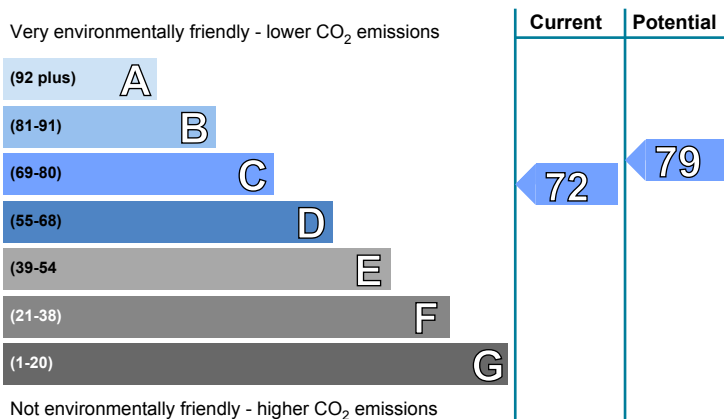 Current Potential
Very environmentally friendly - lower CO2 emissions
(92 plus) A
(81-91) B
(69-80) C
72 79
(55-68) D
(39-54 E
(21-38) F
(1-20) G
Not environmentally friendly - higher CO2 emissions